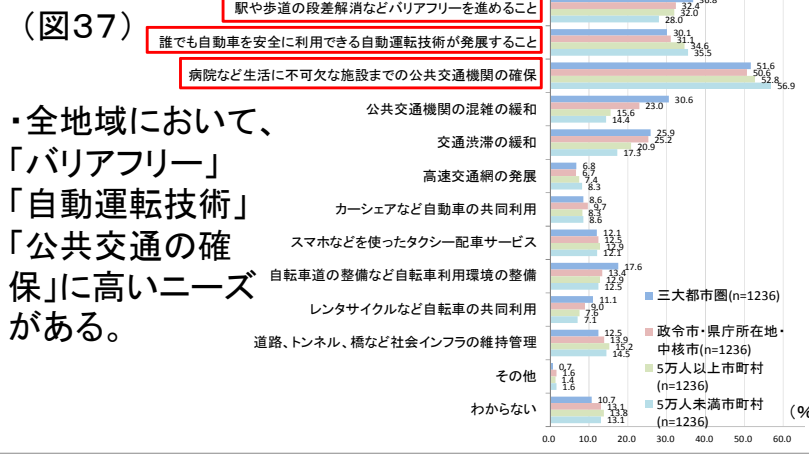 駅や歩道の段差解消などバリアフリーを進めること
36.8
32.4
32.0
28.0
(図37)
誰でも自動車を安全に利用できる自動運転技術が発展すること
30.1
31.1
34.6
35.5
病院など生活に不可欠な施設までの公共交通機関の確保
51.6
50.6
52.8
56.9
・全地域において、
「バリアフリー」
「自動運転技術」
「公共交通の確
保」に高いニーズ
がある。
公共交通機関の混雑の緩和
30.6
23.0
15.6
14.4
交通渋滞の緩和
25.9
25.2
20.9
17.3
高速交通網の発展
6.8
6.7
7.4
8.3
カーシェアなど自動車の共同利用
8.6
9.7
8.3
8.6
スマホなどを使ったタクシー配車サービス
12.1
12.5
12.9
12.1
自転車道の整備など自転車利用環境の整備
17.6
13.4
12.9
12.5
レンタサイクルなど自転車の共同利用
11.1
9.0
7.6
7.1
道路、トンネル、橋など社会インフラの維持管理
12.5
13.9
15.2
14.5
その他
0.7
1.6
1.4
1.6
わからない
10.7
13.1
13.8
13.1
三大都市圏(n=1236)
政令市・県庁所在地・
中核市(n=1236)
5万人以上市町村
(n=1236)
5万人未満市町村
(n=1236)
(%
0.0 10.0 20.0 30.0 40.0 50.0 60.0